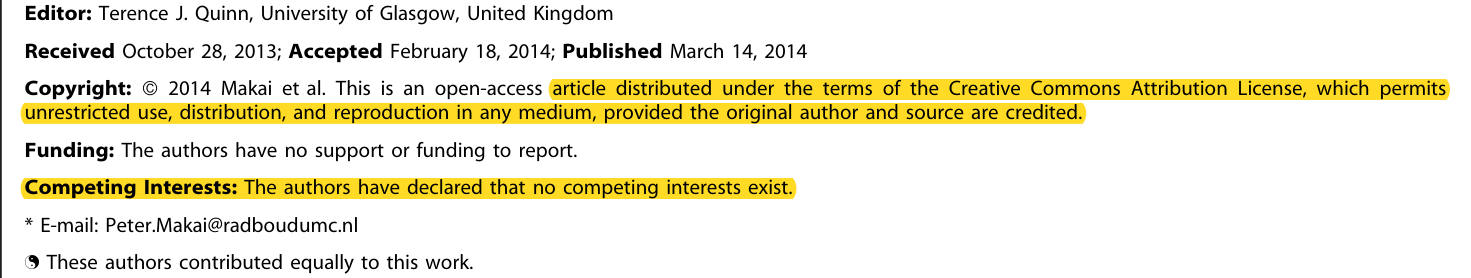 Editor: Terence J. Quinn, University of Glasgow, United Kingdom
Received October 28, 2013; Accepted February 18, 2014; Published March 14, 2014
Copyright: © 2014 Makai et al. This is an open-access article distributed under the terms of the Creative Commons Attribution License, which permits
unrestricted use, distribution, and reproduction in any medium, provided the original author and source are credited.
Funding: The authors have no support or funding to report.
Competing Interests: The authors have declared that no competing interests exist.
* E-mail: Peter.Makai@radboudumc.nl
☯ These authors contributed equally to this work.